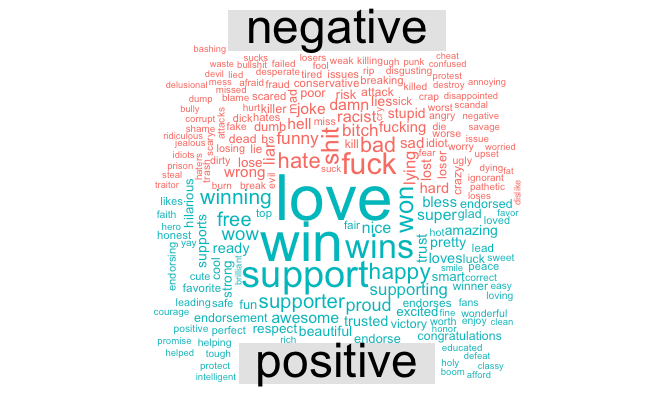 negative
bashing
sucks losers cheat
waste bullshit failed fool weak killing ugh punk confused
devil lied desperate tired issues rip disgusting protest
delusional mess afraid fraud conservative breaking killed destroy annoying
missed blame scared mad poor risk attack crap disappointed
dump attacks hurt killer joke damn lies sick worst scandal
bully dick hates cry racist stupid angry negative
corrupt fake dumb hell miss bitch fucking die savage
shame scary dead bs funny shit kill bad sad idiot worse issue
ridiculous losing lie liar fear worry worried
jealous haters dirty lose hate fuck lying lost loser ugly upset
idiots trash wrong evil suck crazy dying fat
prison burn break hard ignorant
steal pathetic
traitor loses dislike
likes hilarious winning love won bless endorsed favor
faith free top fair nice super glad loved
hero supports wow win wins trust hot amazing
honest yay ready pretty lead
endorsing cool strong brilliant support happy loves luck sweet
cute smile peace
favorite smart correct
leading safe fun supporter proud supporting winner easy
courage endorsement awesome trusted excited endorses fans loving
positive perfect respect beautiful victory fine wonderful
promise helping rich endorse worth honor enjoy clean
helped tough congratulations
protect educated
intelligent defeat
holy classy
boom afford
positive